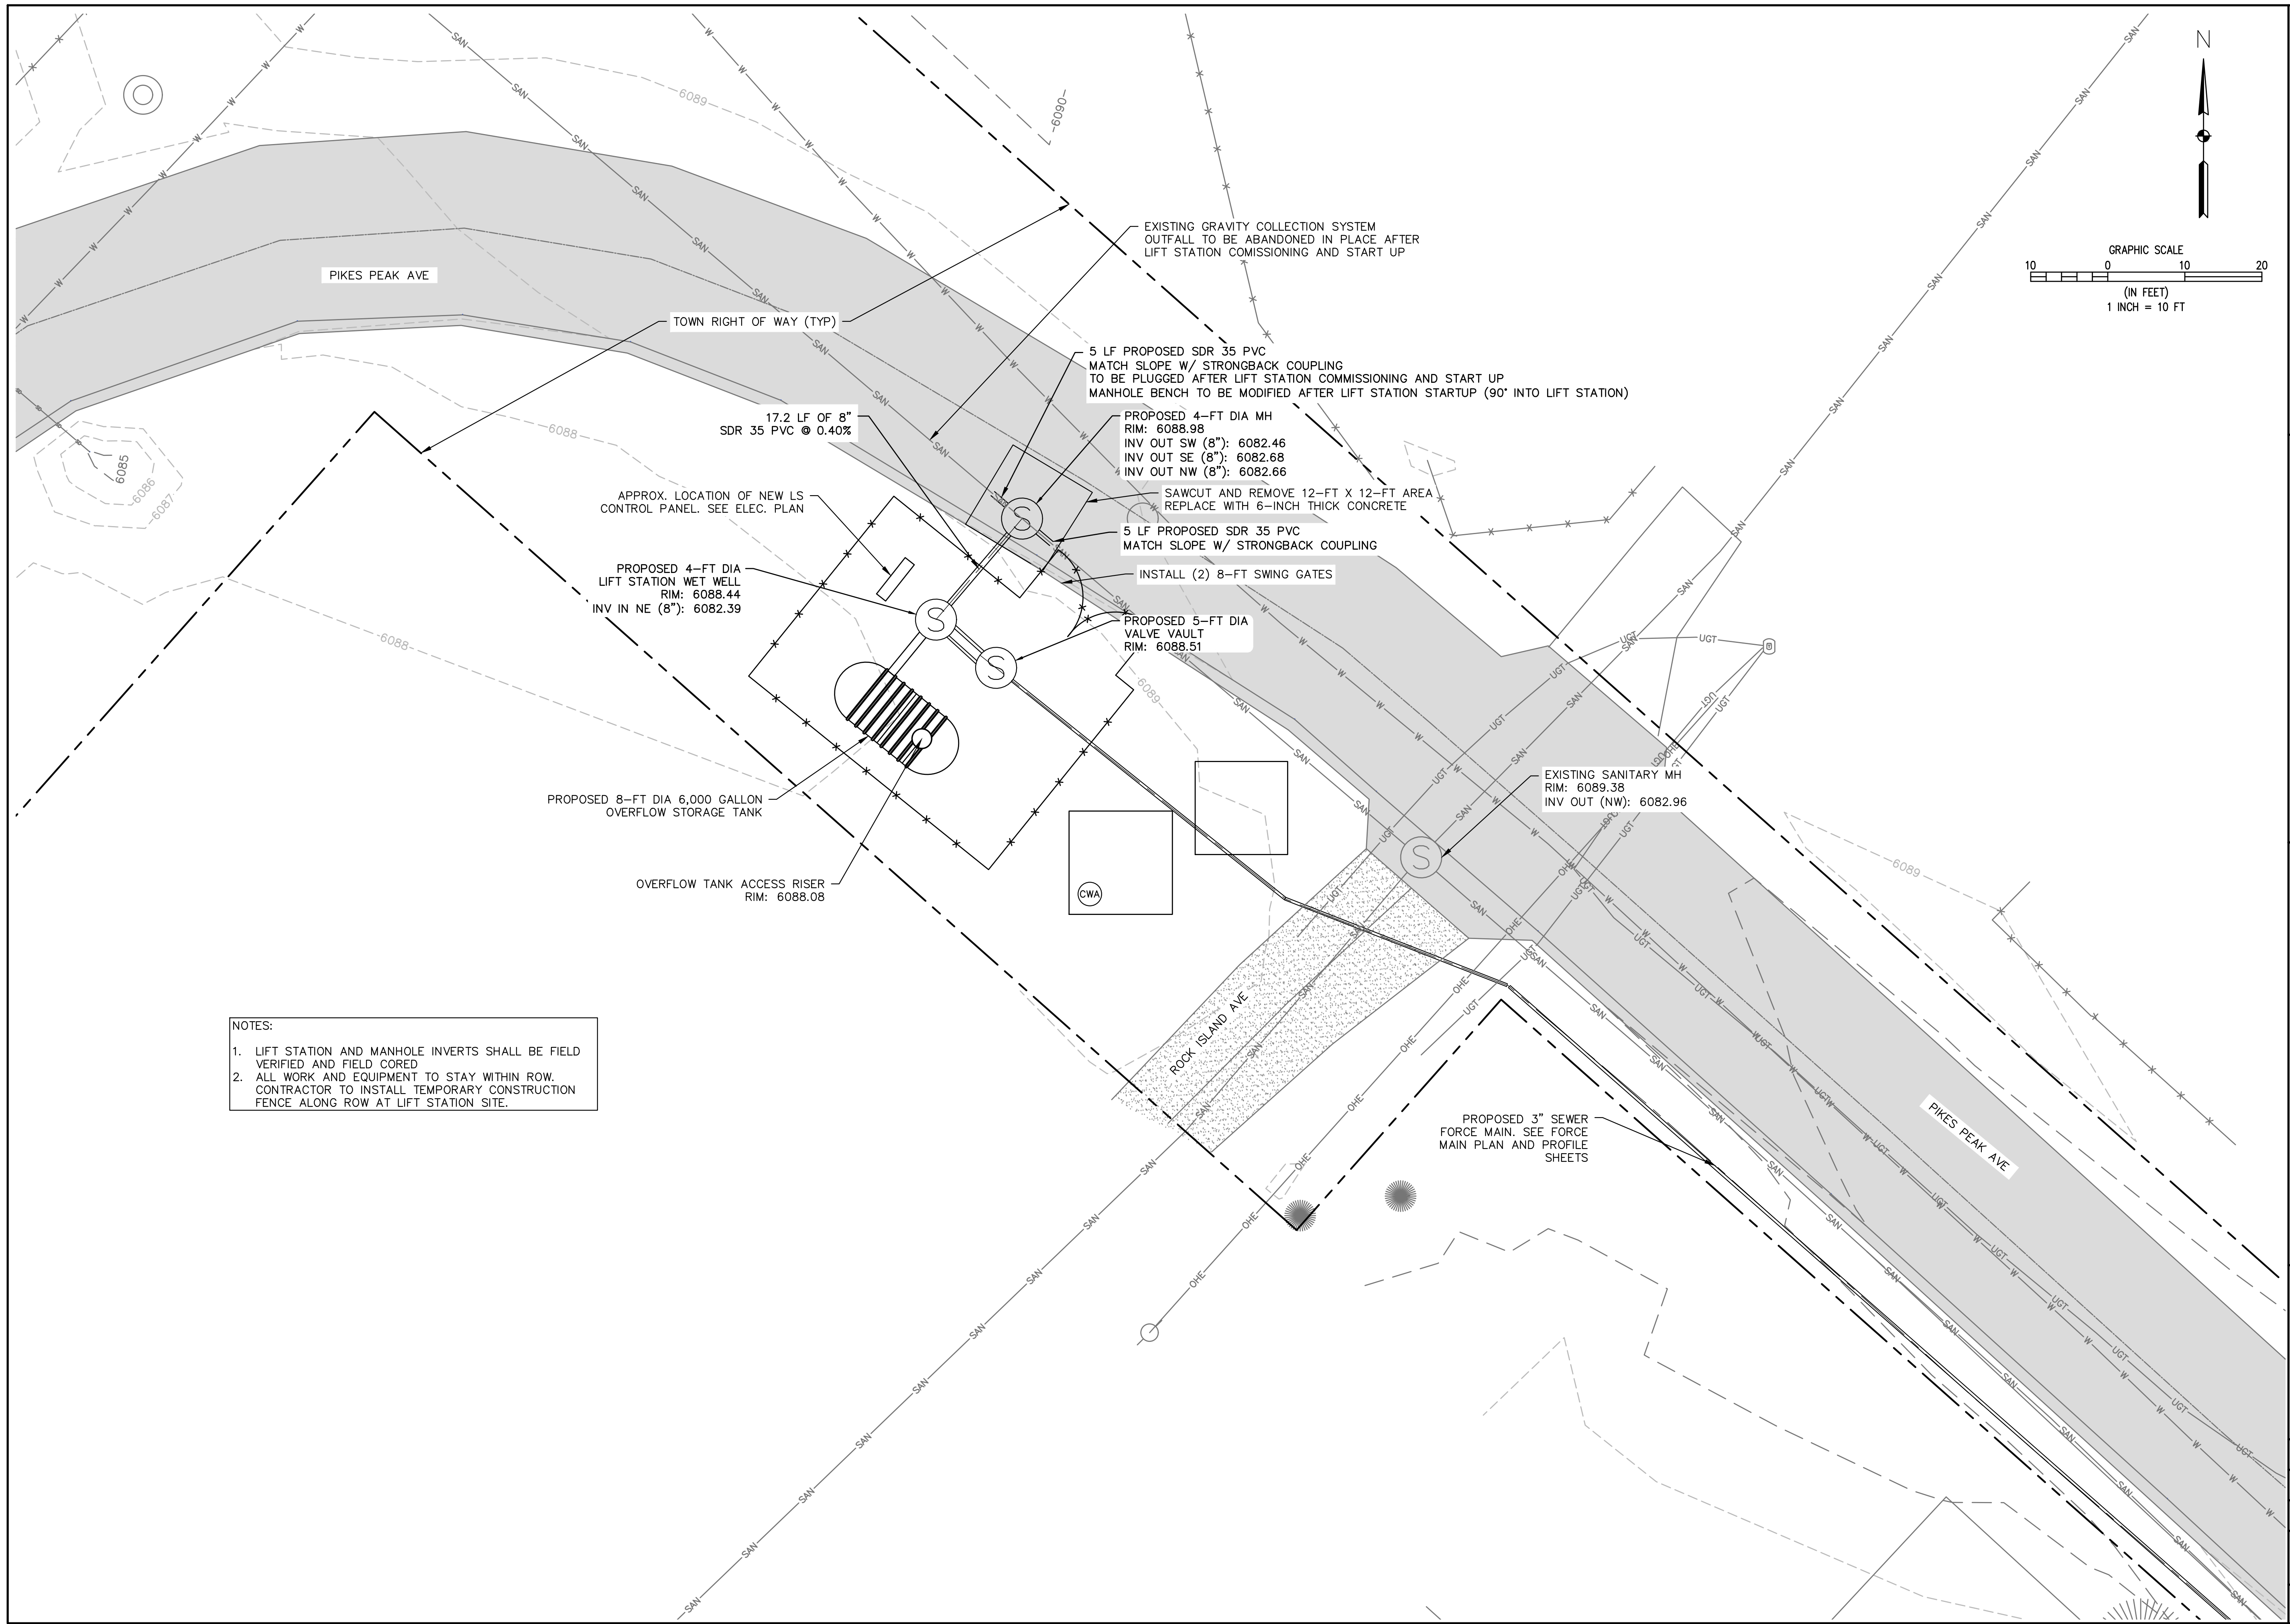 N
GRAPHIC SCALE
10 0 10 20
(IN FEET)
1 INCH = 10 FT
6089
-6090-
EXISTING GRAVITY COLLECTION SYSTEM
OUTFALL TO BE ABANDONED IN PLACE AFTER
LIFT STATION COMISSIONING AND START UP
PIKES PEAK AVE
TOWN RIGHT OF WAY (TYP)
5 LF PROPOSED SDR 35 PVC
MATCH SLOPE W/ STRONGBACK COUPLING
TO BE PLUGGED AFTER LIFT STATION COMMISSIONING AND START UP
MANHOLE BENCH TO BE MODIFIED AFTER LIFT STATION STARTUP (90° INTO LIFT STATION)
17.2 LF OF 8"
SDR 35 PVC @ 0.40%
PROPOSED 4-FT DIA MH
RIM: 6088.98
INV OUT SW (8"): 6082.46
INV OUT SE (8"): 6082.68
INV OUT NW (8"): 6082.66
6088
6085
6086
6087
APPROX. LOCATION OF NEW LS
CONTROL PANEL. SEE ELEC. PLAN
SAWCUT AND REMOVE 12-FT X 12-FT AREA
REPLACE WITH 6-INCH THICK CONCRETE
S
5 LF PROPOSED SDR 35 PVC
MATCH SLOPE W/ STRONGBACK COUPLING
INSTALL (2) 8-FT SWING GATES
PROPOSED 4-FT DIA
LIFT STATION WET WELL
RIM: 6088.44
INV IN NE (8"): 6082.39
S
PROPOSED 5-FT DIA
VALVE VAULT
RIM: 6088.51
S
6088
6089
EXISTING SANITARY MH
RIM: 6089.38
INV OUT (NW): 6082.96
S
PROPOSED 8-FT DIA 6,000 GALLON
OVERFLOW STORAGE TANK
OVERFLOW TANK ACCESS RISER
RIM: 6088.08
CWA
6089
ROCK ISLAND AVE
NOTES:
1. LIFT STATION AND MANHOLE INVERTS SHALL BE FIELD
VERIFIED AND FIELD CORED
2. ALL WORK AND EQUIPMENT TO STAY WITHIN ROW.
CONTRACTOR TO INSTALL TEMPORARY CONSTRUCTION
FENCE ALONG ROW AT LIFT STATION SITE.
PROPOSED 3" SEWER
FORCE MAIN. SEE FORCE
MAIN PLAN AND PROFILE
SHEETS
PIKES PEAK AVE
SAN
W
UGT
OHE